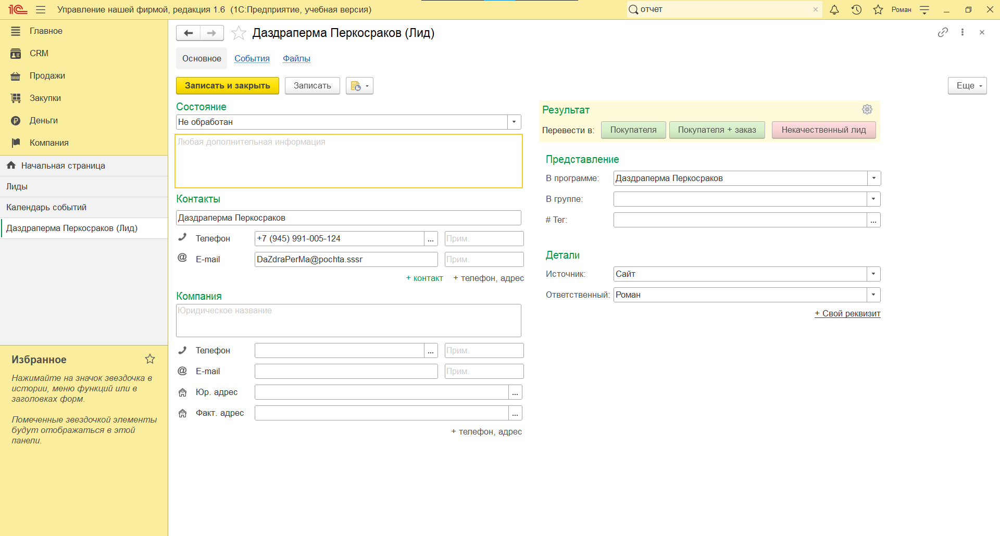 1С Управление нашей фирмой, редакция 1.6 (1С:Предприятие, учебная версия) отчет Роман
Главное
CRM
Продажи
Закупки
Деньги
Компания
Начальная страница
Лиды
Календарь событий
Даздраперма Перкосраков (Лид)
Избранное
Нажимайте на значок звездочка в
истории, меню функций или в
заголовках форм.
Помеченные звездочкой элементы
будут отображаться в этой
панели.
Даздраперма Перкосраков (Лид)
Основное События Файлы
Записать и закрыть Записать Еще
Состояние
Не обработан
Любая дополнительная информация
Контакты
Даздраперма Перкосраков
Телефон +7 (945) 991-005-124 ... Прим.
@ E-mail DaZdraPerMa@pochta.sssr Прим.
+ контакт + телефон, адрес
Компания
Юридическое название
Телефон ... Прим.
@ E-mail Прим.
Юр. адрес ...
Факт. адрес ...
+ телефон, адрес
Результат
Перевести в: Покупателя Покупателя + заказ Некачественный лид
Представление
В программе: Даздраперма Перкосраков
В группе:
# Тег: ...
Детали
Источник: Сайт
Ответственный: Роман
+ Свой реквизит